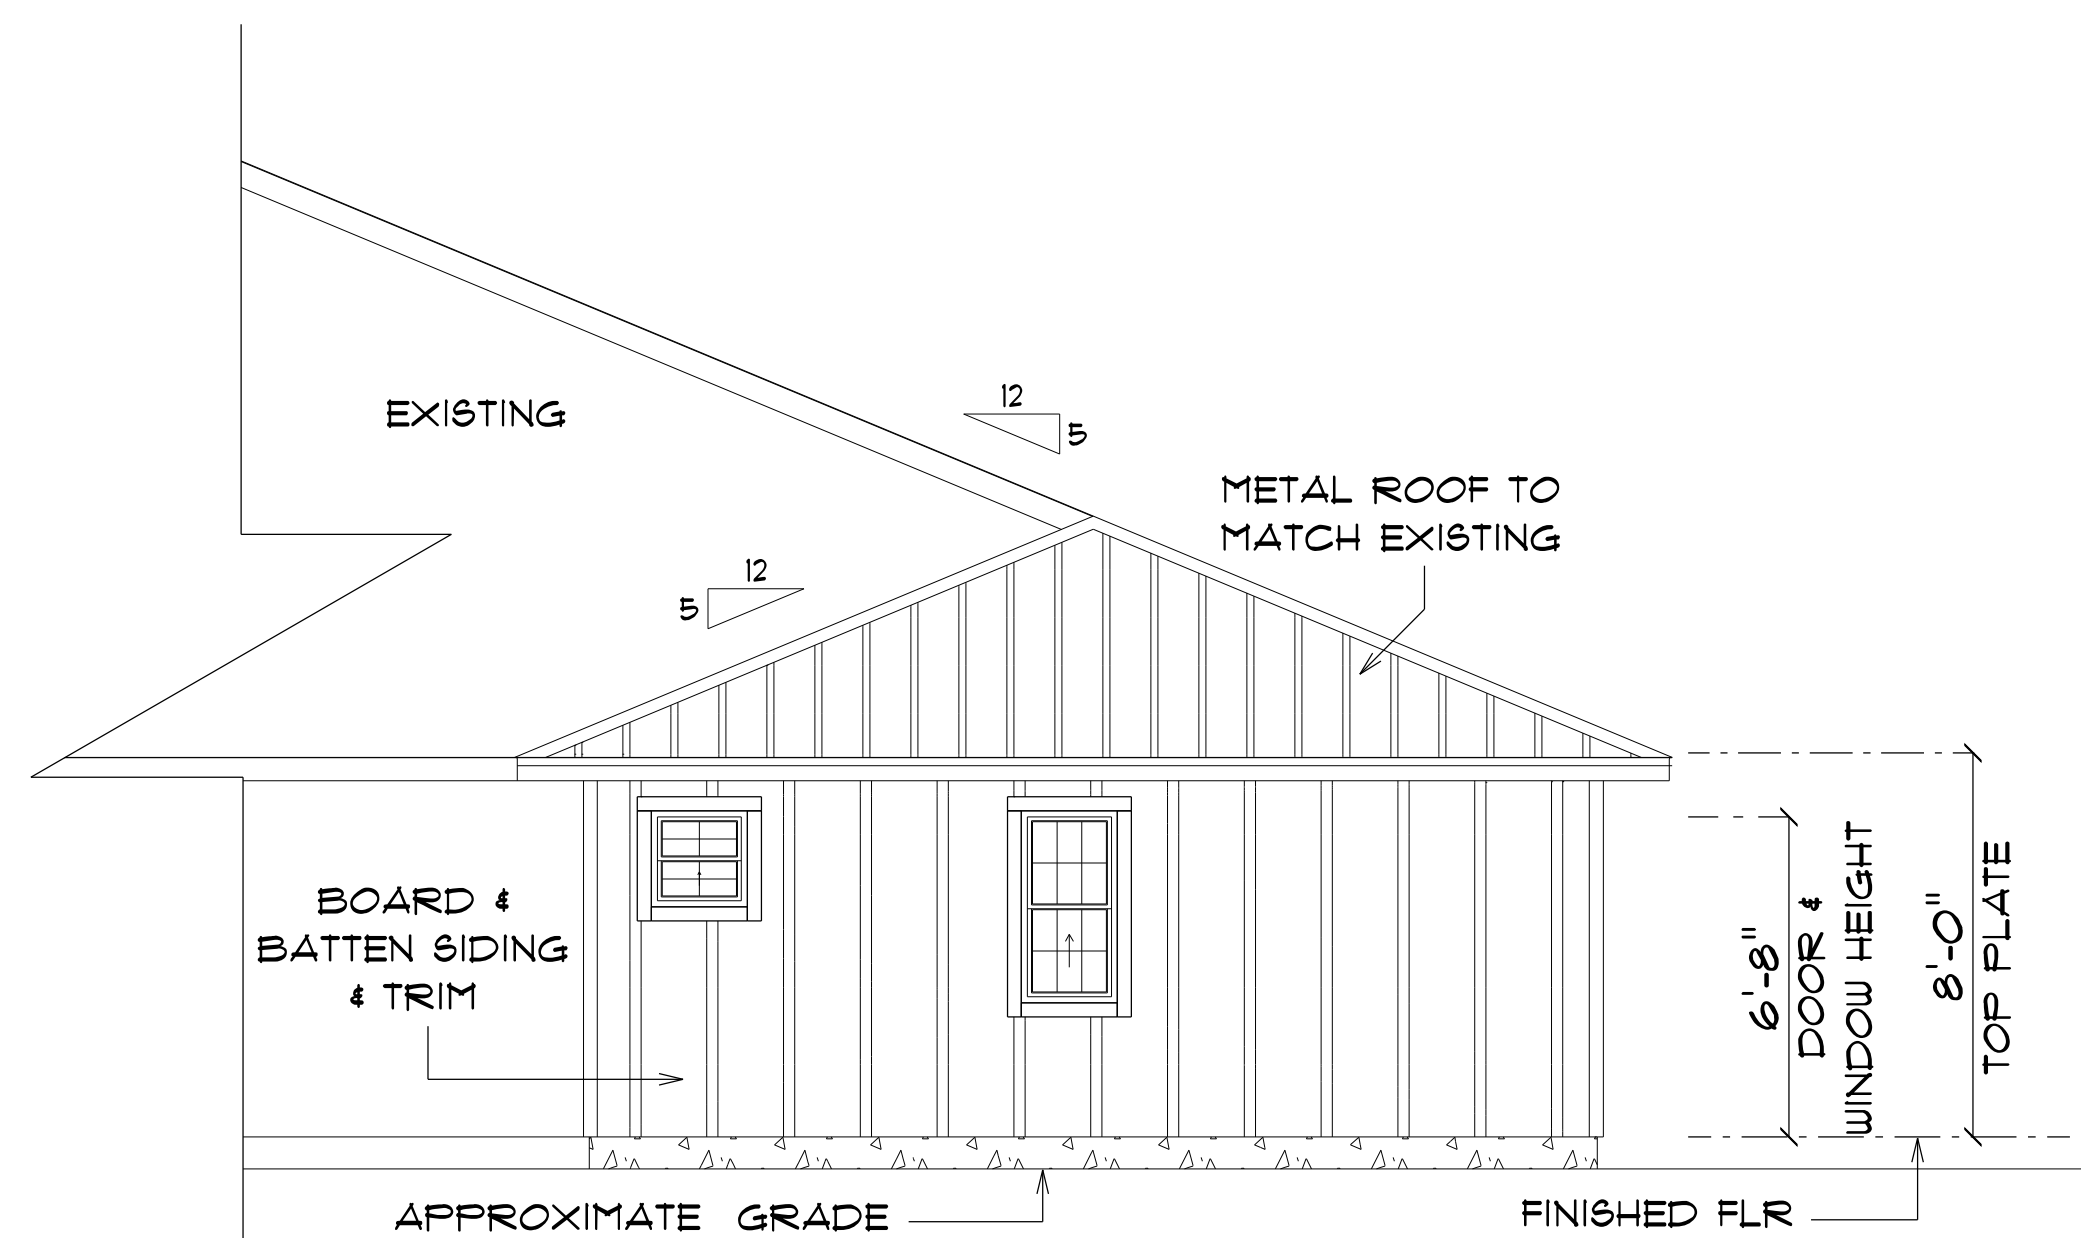 12
5
EXISTING
METAL ROOF TO
MATCH EXISTING
12
5
BOARD &
BATTEN SIDING
& TRIM
6'-8"
DOOR &
WINDOW HEIGHT
8'-0"
TOP PLATE
APPROXIMATE GRADE
FINISHED FLR